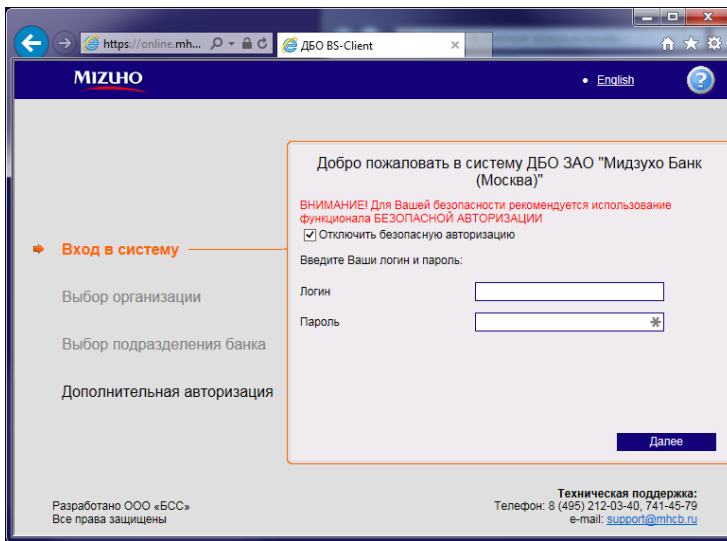 https://online.mh...
ДБО BS-Client
MIZUHO
English
?
Добро пожаловать в систему ДБО ЗАО "Мидзухо Банк
(Москва)"
ВНИМАНИЕ! Для Вашей безопасности рекомендуется использование
функционала БЕЗОПАСНОЙ АВТОРИЗАЦИИ
Отключить безопасную авторизацию
Вход в систему
Введите Ваши логин и пароль:
Выбор организации
Логин
Пароль
Выбор подразделения банка
Дополнительная авторизация
Далее
Разработано ООО «БСС»
Все права защищены
Техническая поддержка:
Телефон: 8 (495) 212-03-40, 741-45-79
e-mail: support@mhcb.ru